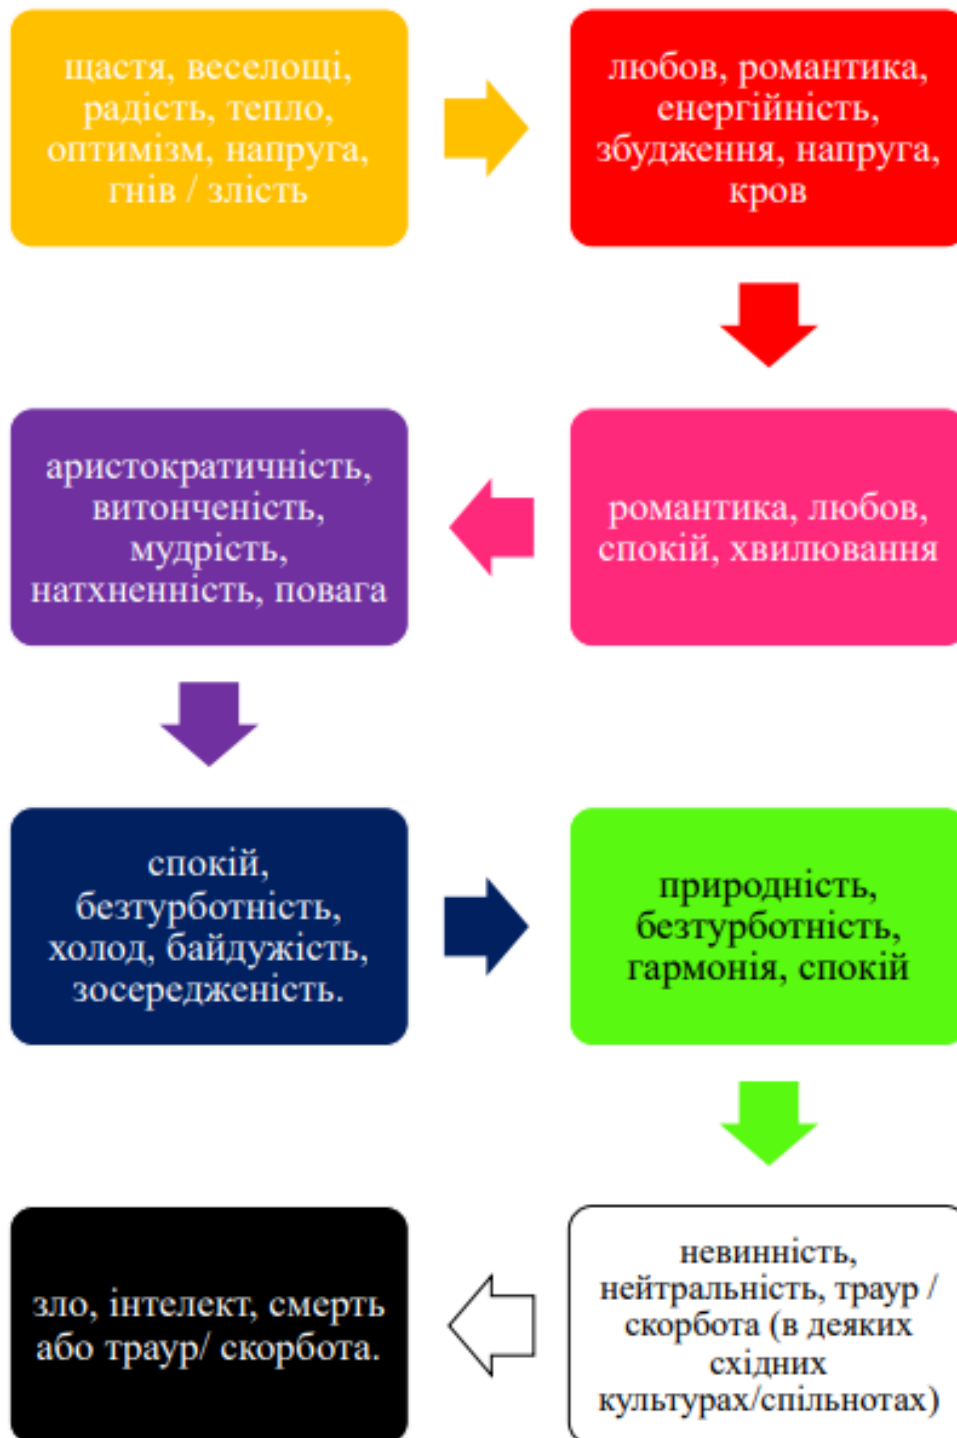 щастя, веселощі,
радість, тепло,
оптимізм, напруга,
гнів / злість
любов, романтика,
енергійність,
збудження, напруга,
кров
романтика, любов,
спокій, хвилювання
аристократичність,
витонченість,
мудрість,
натхненність, повага
спокій,
безтурботність,
холод, байдужість,
зосередженість.
природність,
безтурботність,
гармонія, спокій
невинність,
нейтральність, траур /
скорбота (в деяких
східних
культурах/спільнотах)
зло, інтелект, смерть
або траур/ скорбота.